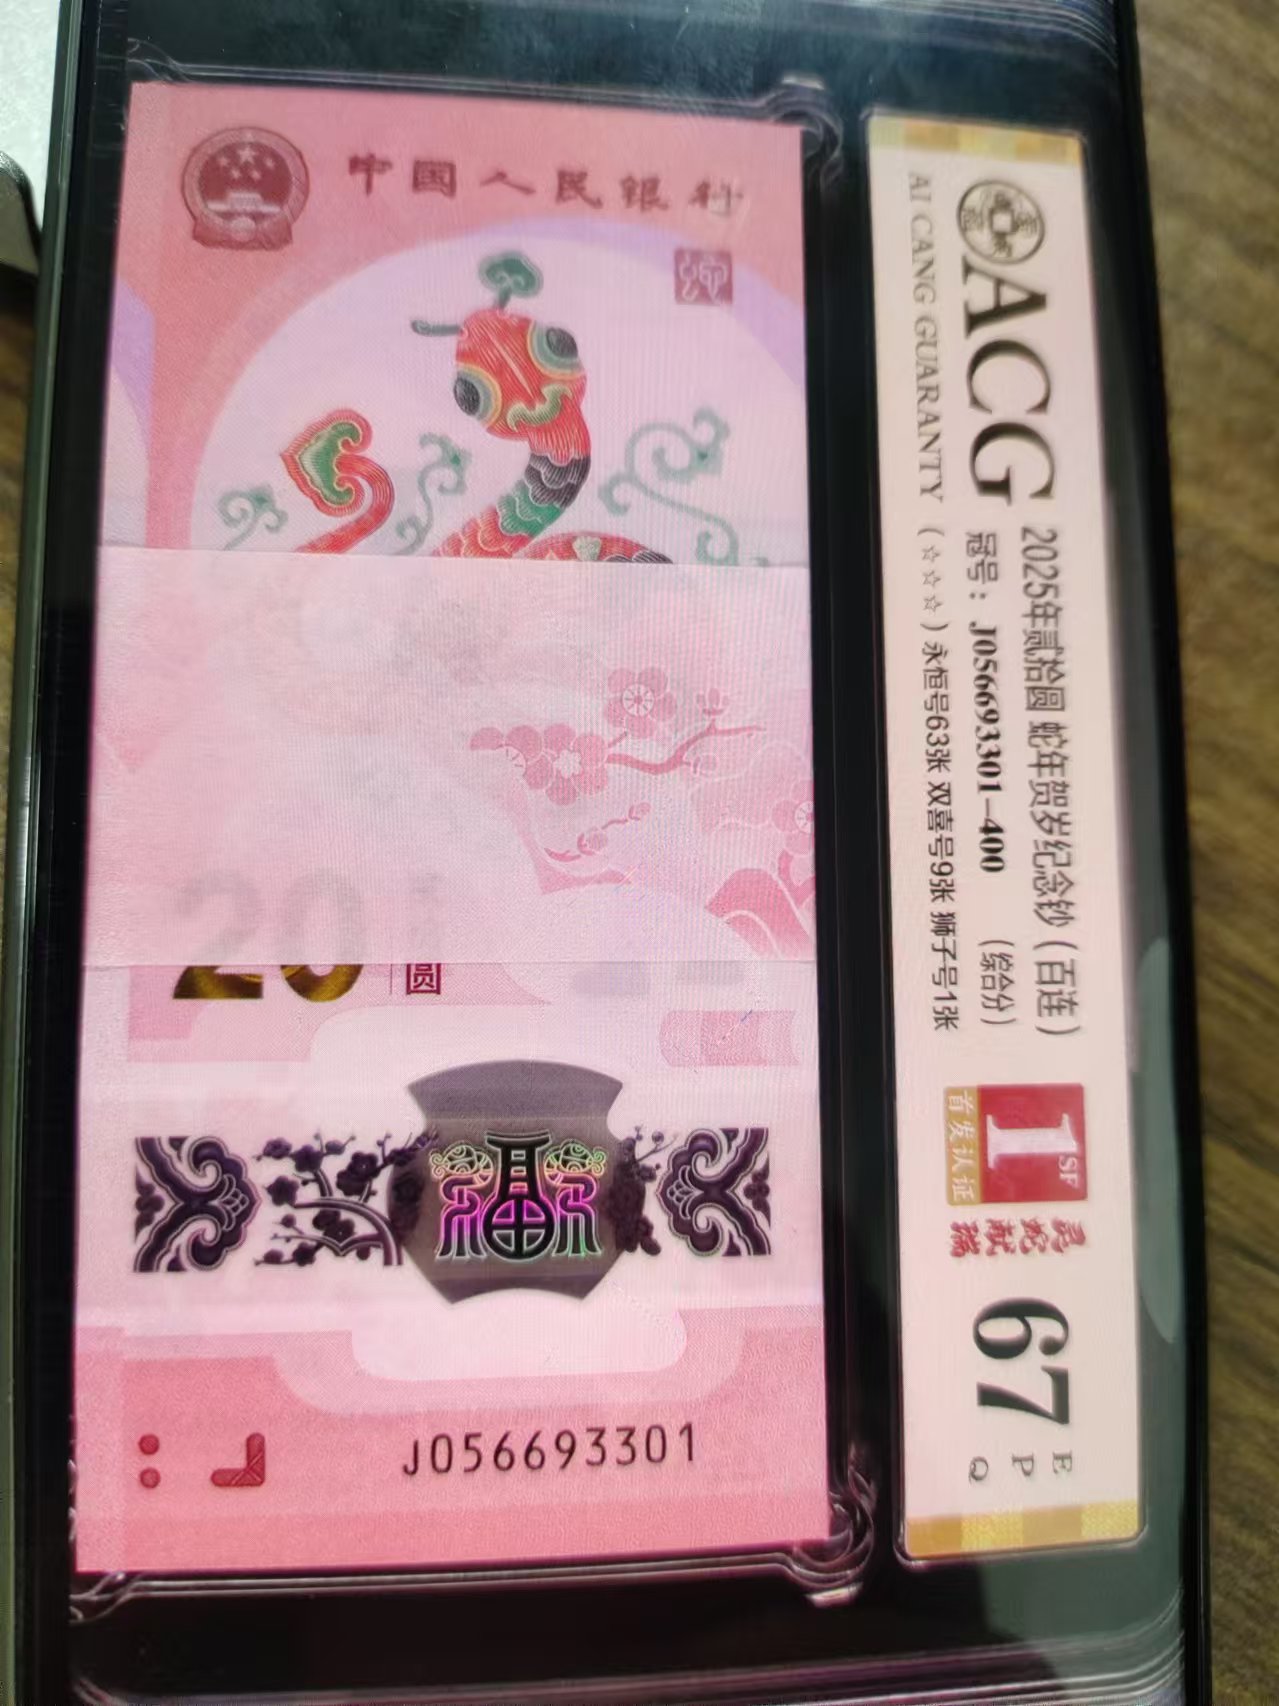 中国人民银行
20
圆
J056693301
ACG
AI CANG GUARANTY
2025年贰拾圆 蛇年贺岁纪念钞（百连）
冠号：J056693301-400 （综合分）
（☆☆☆）永恒号63张 双喜号9张 狮子号1张
1SF
首发认证
灵蛇献瑞
67
EPQ